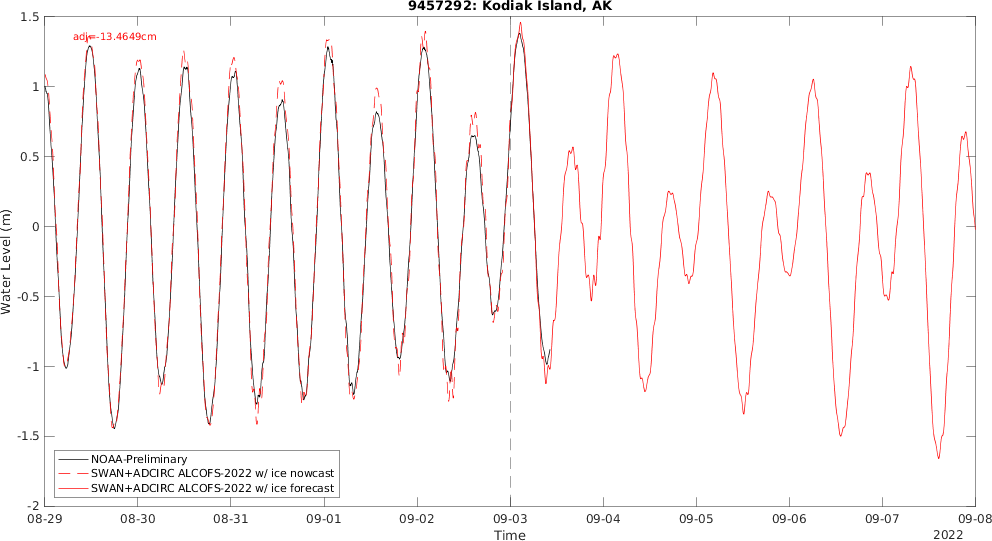 9457292: Kodiak Island, AK
adj=-13.4649cm
Water Level (m)
1.5
1
0.5
0
-0.5
-1
-1.5
-2
NOAA-Preliminary
SWAN+ADCIRC ALCOFS-2022 w/ ice nowcast
SWAN+ADCIRC ALCOFS-2022 w/ ice forecast
08-29 08-30 08-31 09-01 09-02 09-03 09-04 09-05 09-06 09-07 09-08
Time
2022